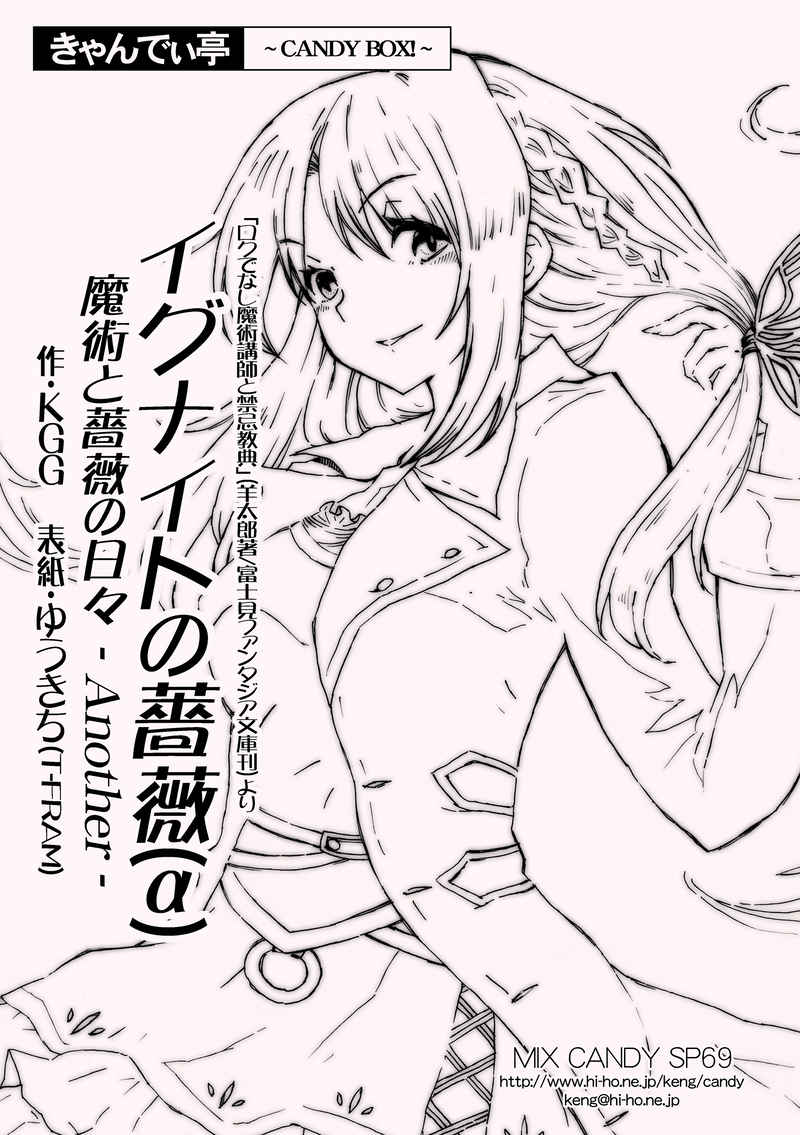 きゃんでぃ亭
~ CANDY BOX! ~
「ロクでなし魔術講師と禁忌教典」(羊太郎著、富士見ファンタジア文庫刊)より
イグナイトの薔薇(α)
魔術と薔薇の日々 - Another -
作・KGG 表紙・ゆうきち(T-FRAM)
MIX CANDY SP69
http://www.hi-ho.ne.jp/keng/candy
keng@hi-ho.ne.jp